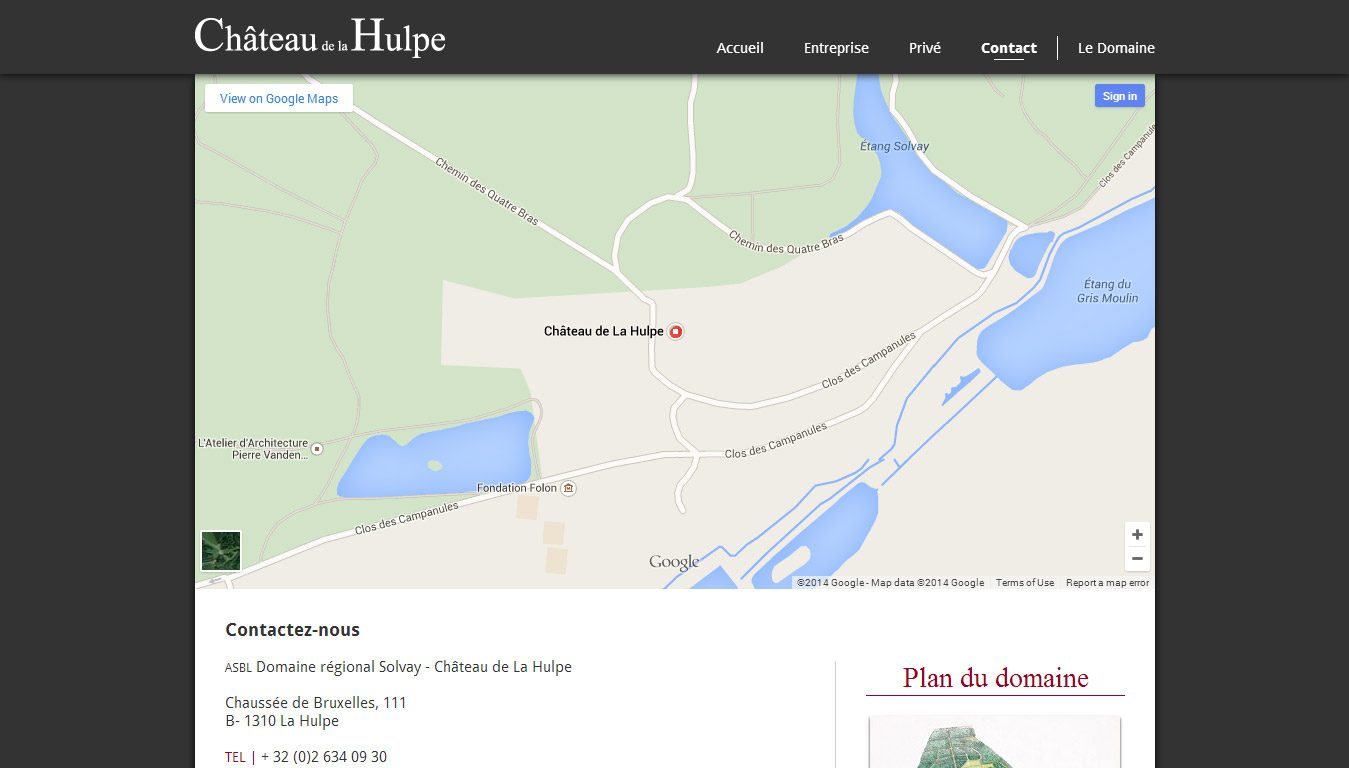 Château de la Hulpe
Accueil
Entreprise
Privé
Contact
Le Domaine
View on Google Maps
Sign in
Étang Solvay
Clos des Campanules
Chemin des Quatre Bras
Chemin des Quatre Bras
Étang du
Gris Moulin
Château de La Hulpe
Clos des Campanules
Clos des Campanules
L'Atelier d'Architecture
Pierre Vanden...
Fondation Folon
Clos des Campanules
Google
©2014 Google - Map data ©2014 Google
Terms of Use
Report a map error
Contactez-nous
ASBL Domaine régional Solvay - Château de La Hulpe
Chaussée de Bruxelles, 111
B- 1310 La Hulpe
TEL | + 32 (0)2 634 09 30
Plan du domaine